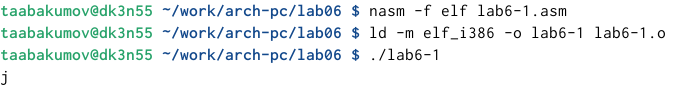 taabakumov@dk3n55 ~/work/arch-pc/lab06 $ nasm -f elf lab6-1.asm
taabakumov@dk3n55 ~/work/arch-pc/lab06 $ ld -m elf_i386 -o lab6-1 lab6-1.o
taabakumov@dk3n55 ~/work/arch-pc/lab06 $ ./lab6-1
j